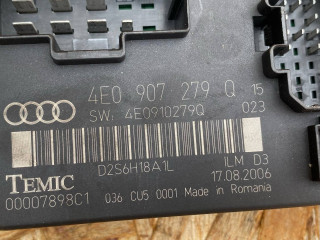 4E0 907 279 Q 15
SW: 4E0910279Q 023
D2S6H18A1L ILM D3
TEMIC 17.08.2006
00007898C1 036 CU5 0001 Made in Romania